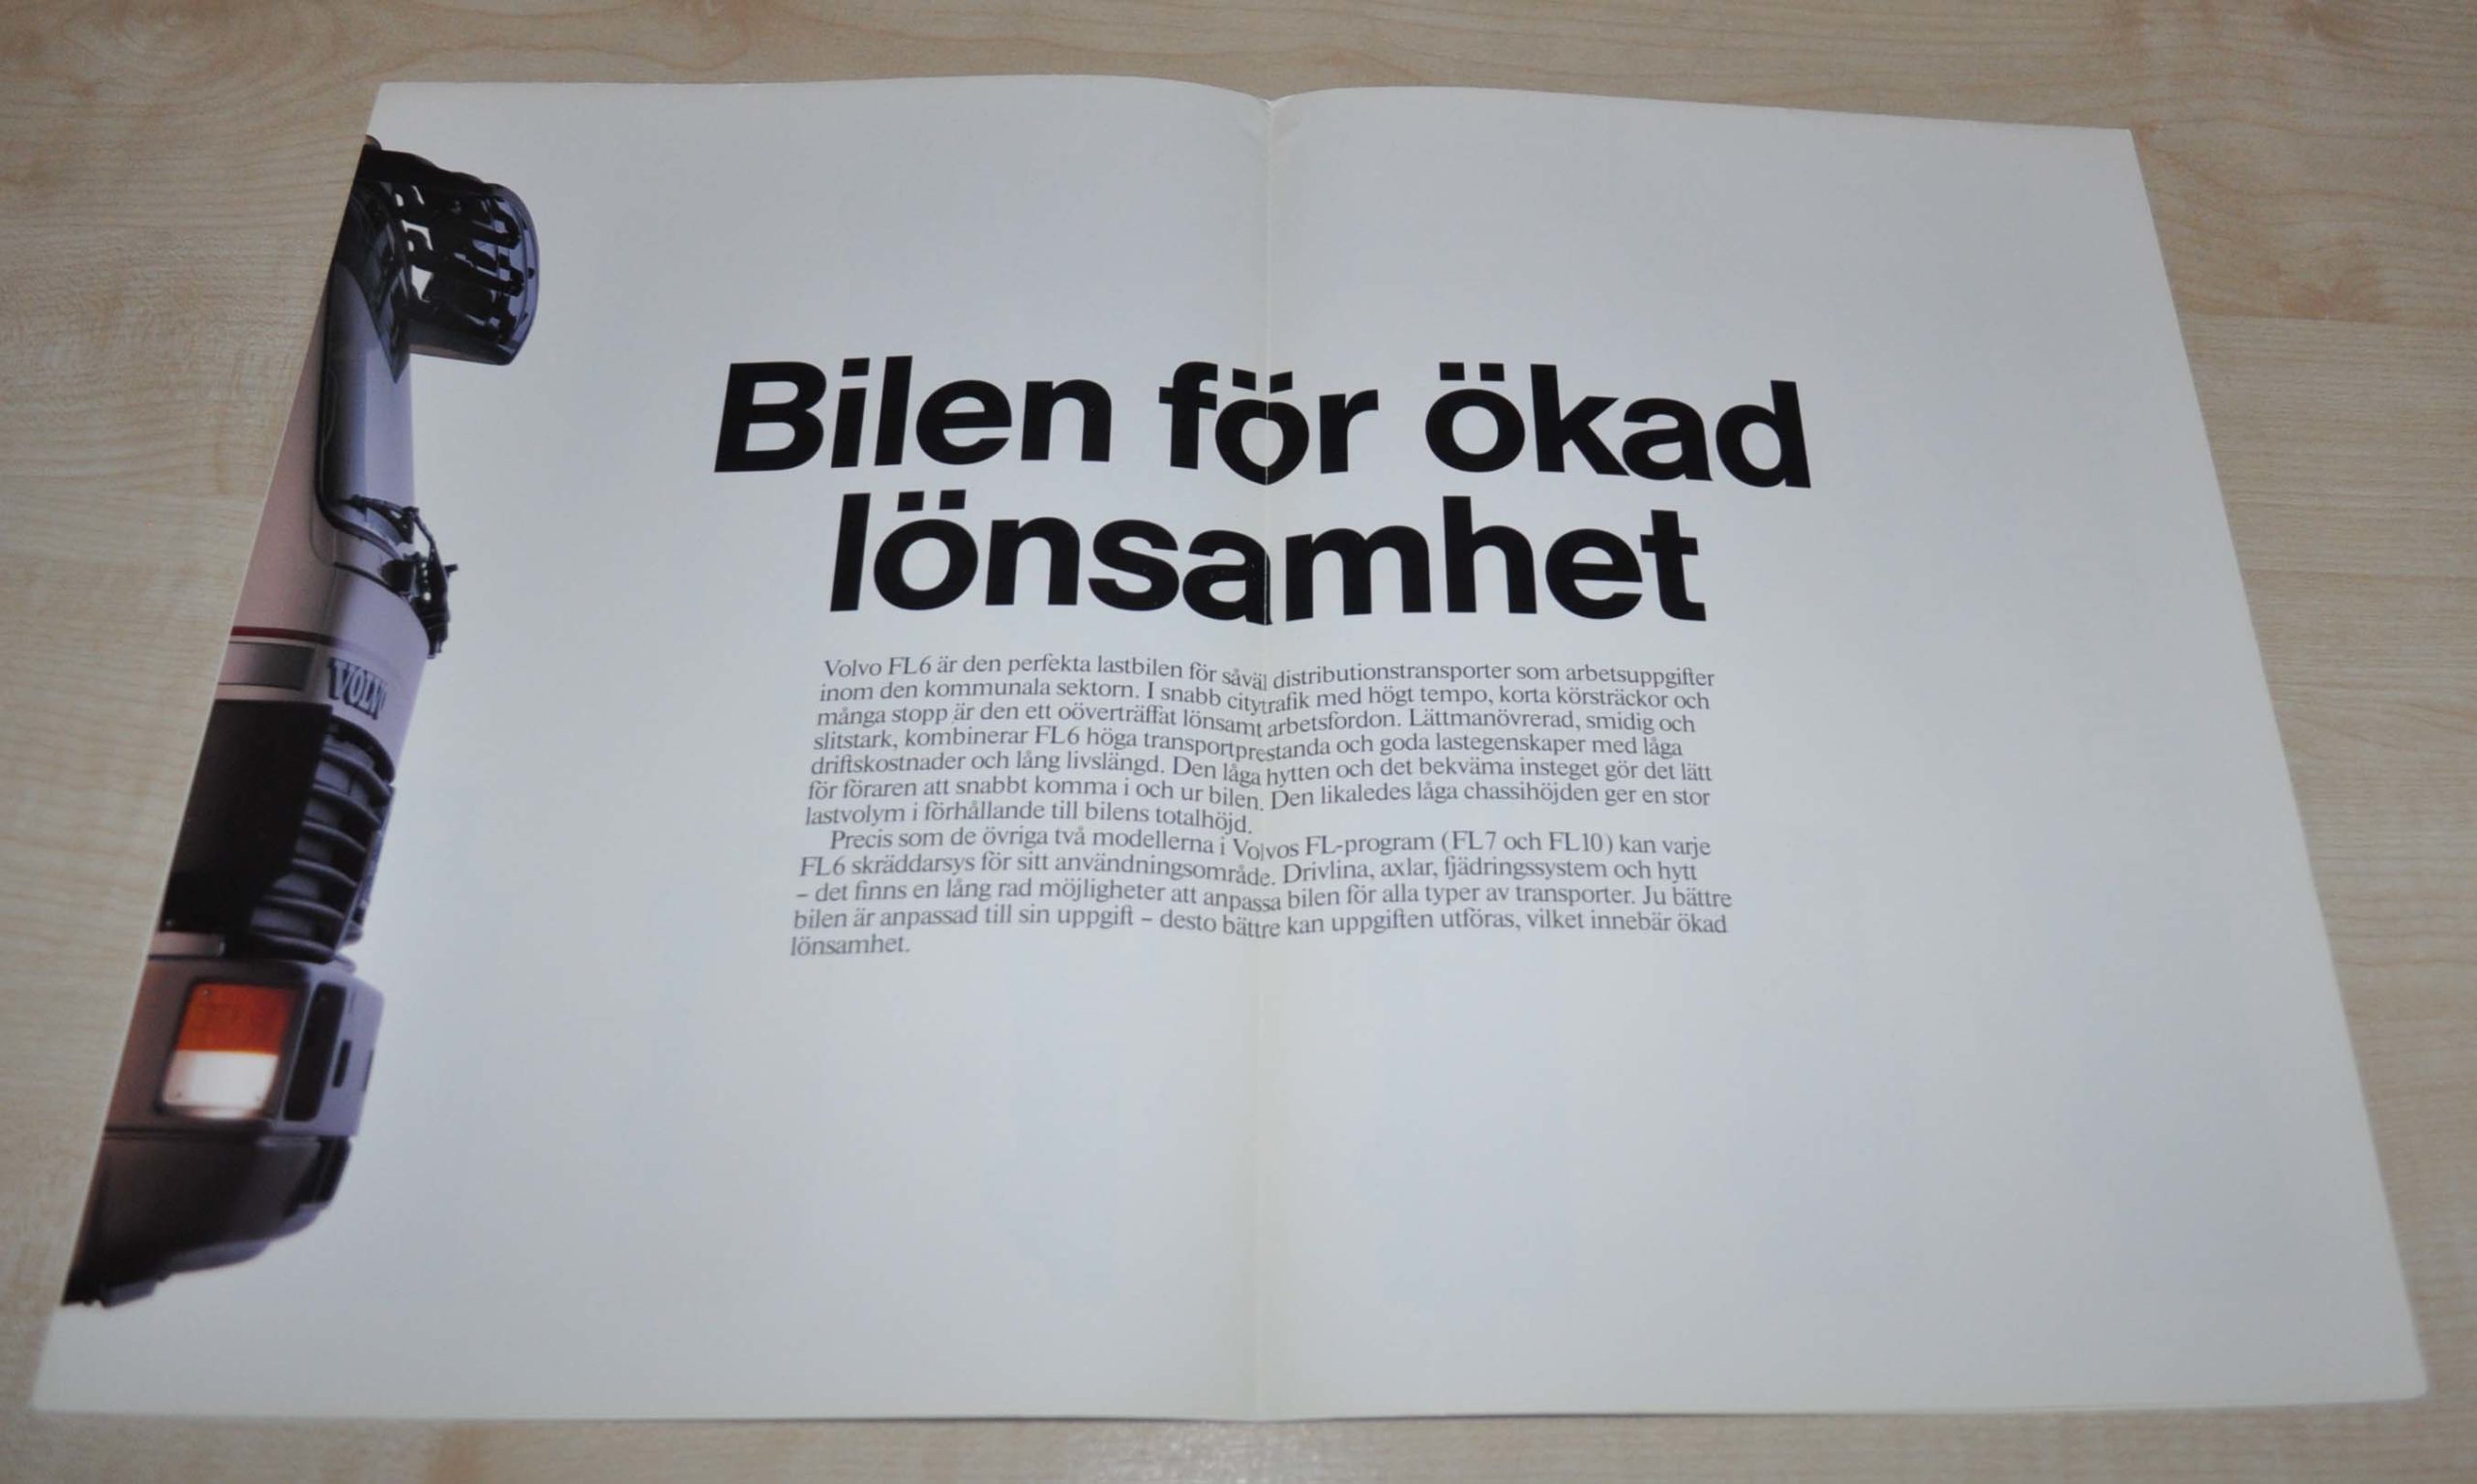 Bilen för ökad
lönsamhet
Volvo FL6 är den perfekta lastbilen för såväl distributionstransporter som arbetsuppgifter
inom den kommunala sektorn. I snabb citytrafik med högt tempo, korta körsträckor och
många stopp är den ett oöverträffat lönsamt arbetsfordon. Lättmanövrerad, smidig och
slitstark, kombinerar FL6 höga transportprestanda och goda lastegenskaper med låga
driftskostnader och lång livslängd. Den låga hytten och det bekväma insteget gör det lätt
för föraren att snabbt komma i och ur bilen. Den likaledes låga chassihöjden ger en stor
lastvolym i förhållande till bilens totalhöjd.
Precis som de övriga två modellerna i Volvos FL-program (FL7 och FL10) kan varje
FL6 skräddarsys för sitt användningsområde. Drivlina, axlar, fjädringssystem och hytt
– det finns en lång rad möjligheter att anpassa bilen för alla typer av transporter. Ju bättre
bilen är anpassad till sin uppgift – desto bättre kan uppgiften utföras, vilket innebär ökad
lönsamhet.
VOLVO